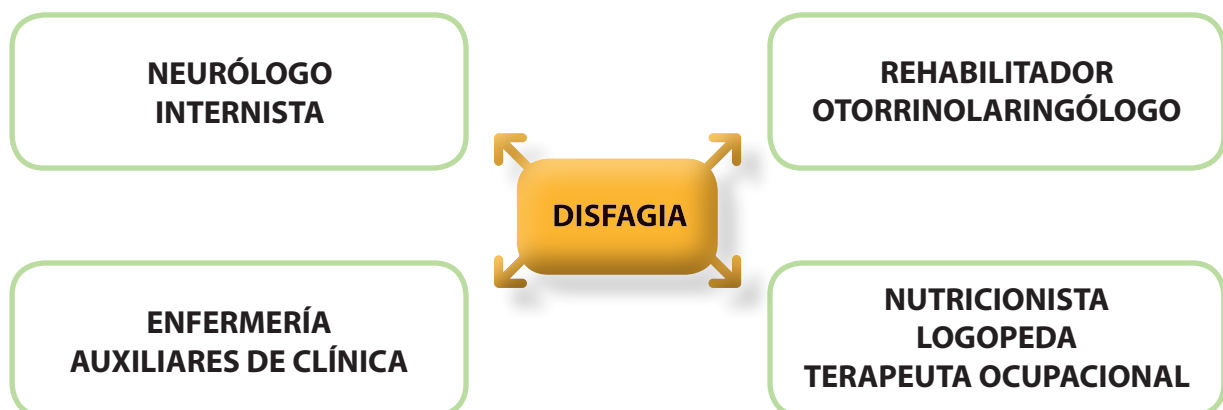 NEURÓLOGO
INTERNISTA
REHABILITADOR
OTORRINOLARINGÓLOGO
DISFAGIA
ENFERMERÍA
AUXILIARES DE CLÍNICA
NUTRICIONISTA
LOGOPEDA
TERAPEUTA OCUPACIONAL